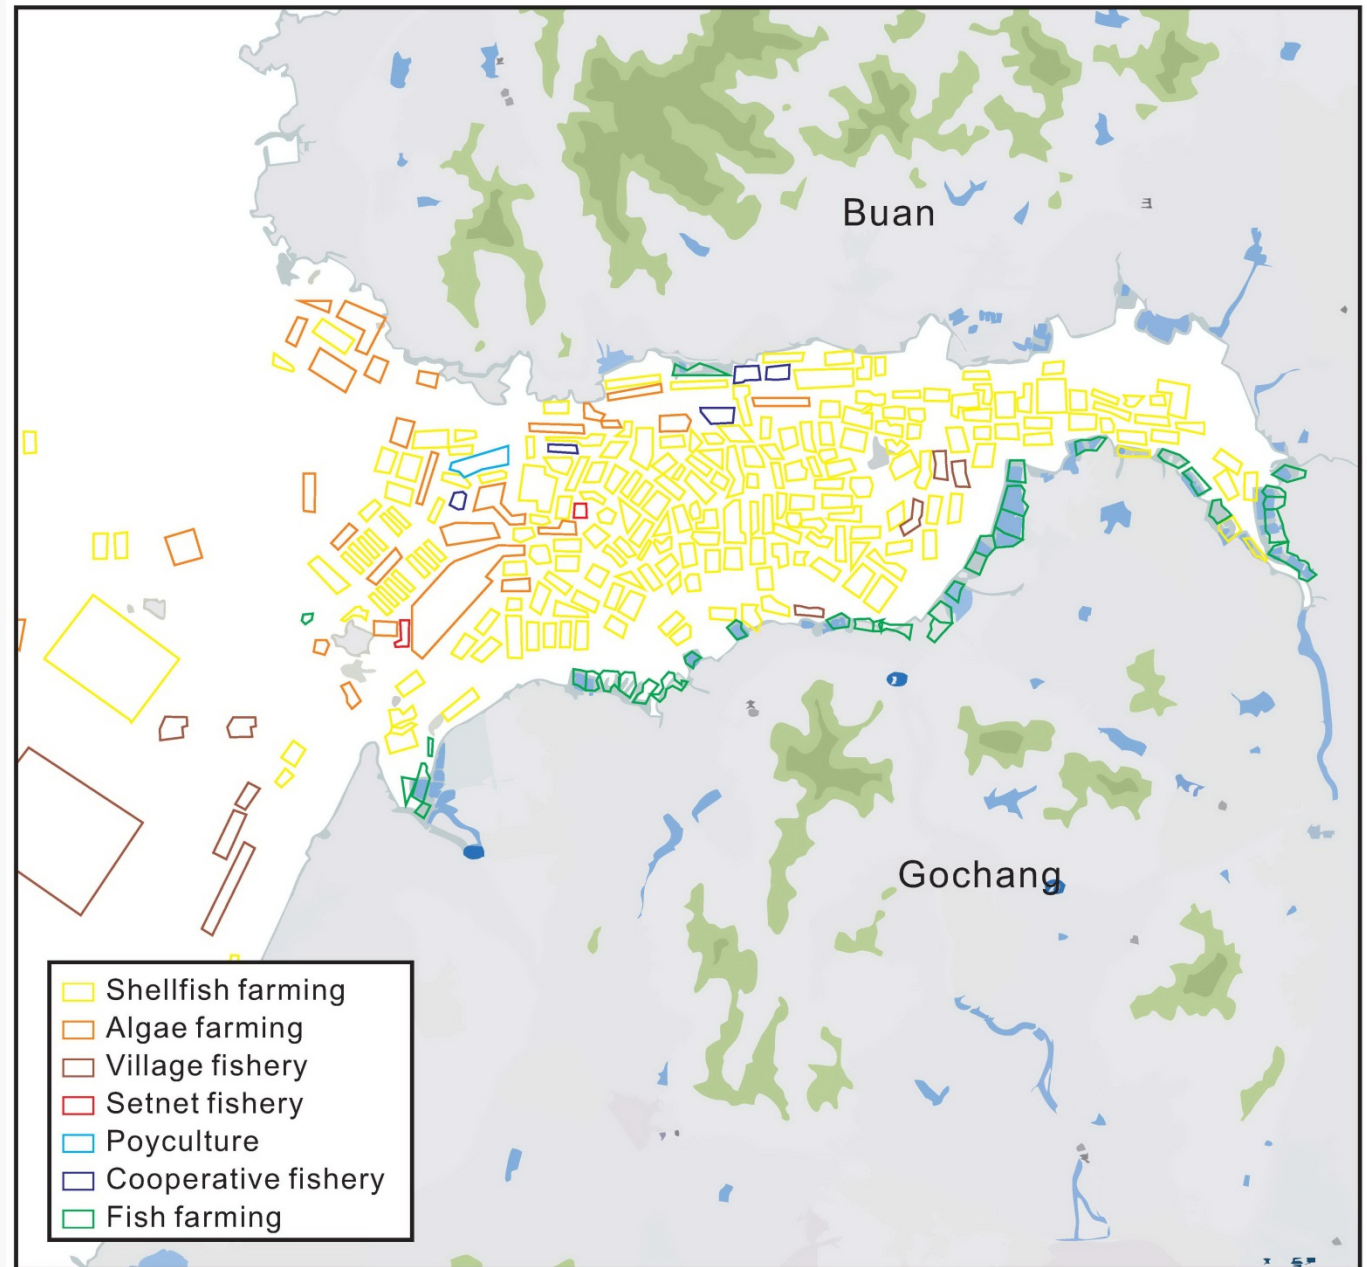 Buan
Gochang
Shellfish farming
Algae farming
Village fishery
Setnet fishery
Poyculture
Cooperative fishery
Fish farming